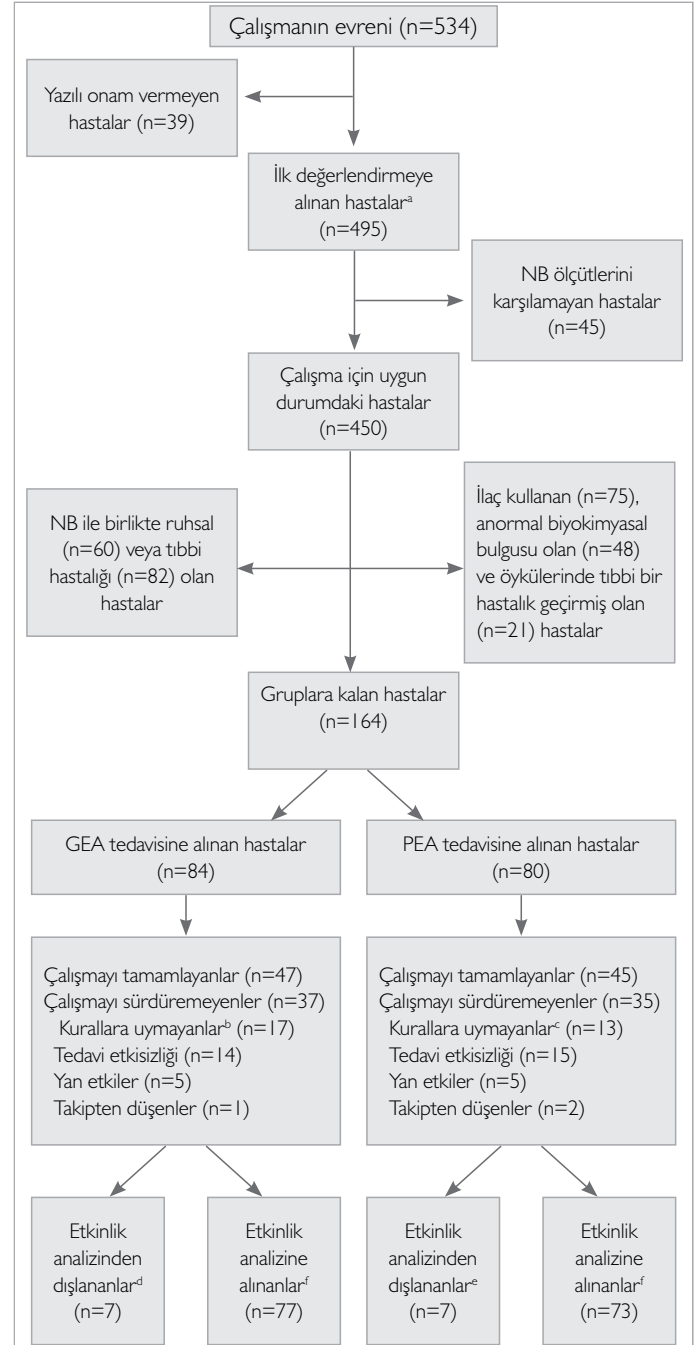 Çalışmanın evreni (n=534)
Yazılı onam vermeyen
hastalar (n=39)
İlk değerlendirmeye
alınan hastalarᵃ
(n=495)
NB ölçütlerini
karşılamayan hastalar
(n=45)
Çalışma için uygun
durumdaki hastalar
(n=450)
NB ile birlikte ruhsal
(n=60) veya tıbbi
hastalığı (n=82) olan
hastalar
İlaç kullanan (n=75),
anormal biyokimyasal
bulgusu olan (n=48)
ve öykülerinde tıbbi bir
hastalık geçirmiş olan
(n=21) hastalar
Gruplara kalan hastalar
(n=164)
GEA tedavisine alınan hastalar
(n=84)
PEA tedavisine alınan hastalar
(n=80)
Çalışmayı tamamlayanlar (n=47)
Çalışmayı sürdüremeyenler (n=37)
Kurallara uymayanlarᵇ (n=17)
Tedavi etkisizliği (n=14)
Yan etkiler (n=5)
Takipten düşenler (n=1)
Çalışmayı tamamlayanlar (n=45)
Çalışmayı sürdüremeyenler (n=35)
Kurallara uymayanlarᶜ (n=13)
Tedavi etkisizliği (n=15)
Yan etkiler (n=5)
Takipten düşenler (n=2)
Etkinlik
analizinden
dışlananlarᵈ
(n=7)
Etkinlik
analizine
alınanlarᶠ
(n=77)
Etkinlik
analizinden
dışlananlarᵉ
(n=7)
Etkinlik
analizine
alınanlarᶠ
(n=73)